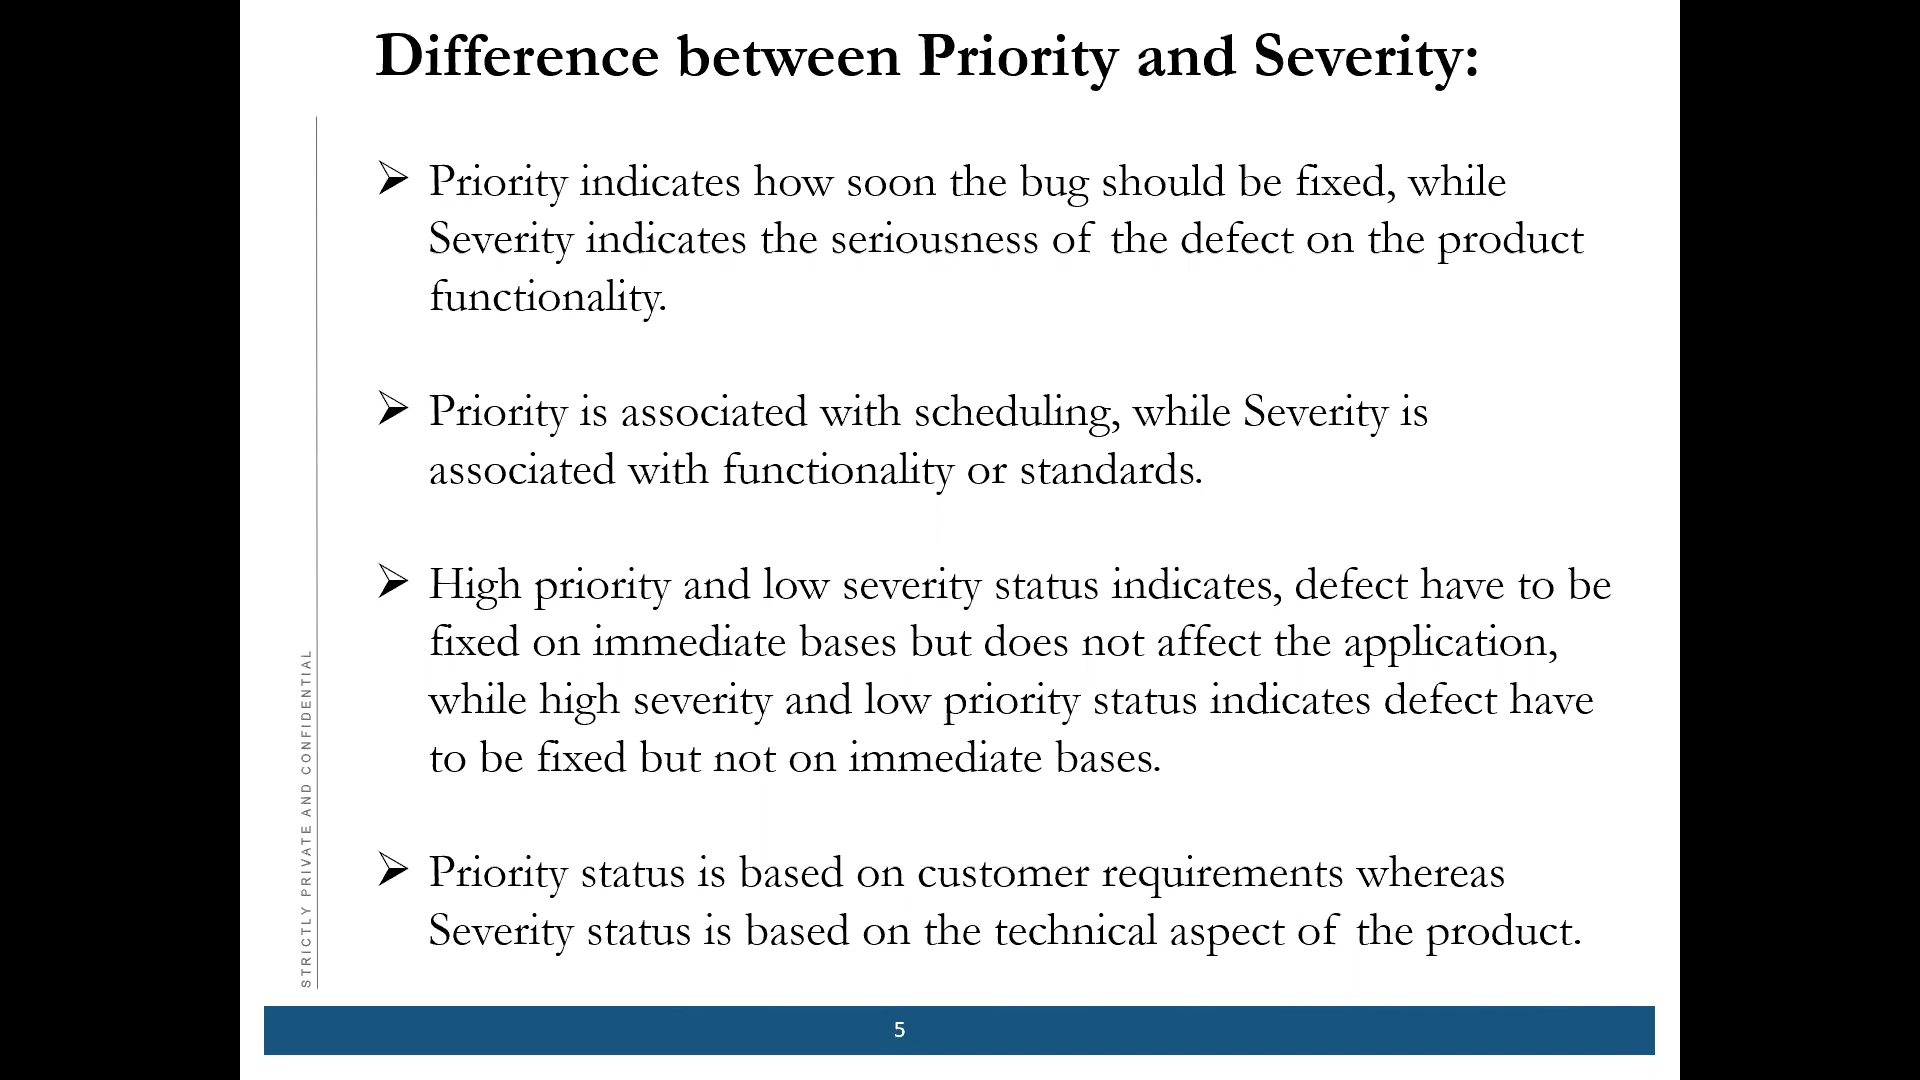 Difference between Priority and Severity:
➢ Priority indicates how soon the bug should be fixed, while
Severity indicates the seriousness of the defect on the product
functionality.
➢ Priority is associated with scheduling, while Severity is
associated with functionality or standards.
➢ High priority and low severity status indicates, defect have to be
fixed on immediate bases but does not affect the application,
while high severity and low priority status indicates defect have
to be fixed but not on immediate bases.
➢ Priority status is based on customer requirements whereas
Severity status is based on the technical aspect of the product.
STRICTLY PRIVATE AND CONFIDENTIAL
5